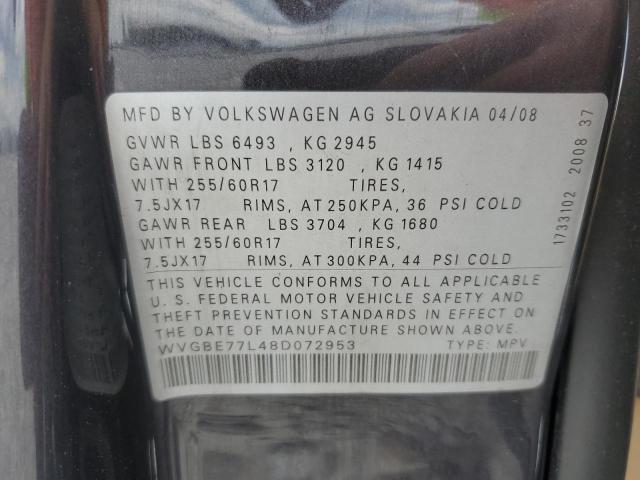 MFD BY VOLKSWAGEN AG SLOVAKIA 04/08
GVWR LBS 6493 , KG 2945
GAWR FRONT LBS 3120 , KG 1415
WITH 255/60R17 TIRES,
7.5JX17 RIMS, AT 250KPA, 36 PSI COLD
GAWR REAR LBS 3704 , KG 1680
WITH 255/60R17 TIRES,
7.5JX17 RIMS, AT 300KPA, 44 PSI COLD
THIS VEHICLE CONFORMS TO ALL APPLICABLE
U. S. FEDERAL MOTOR VEHICLE SAFETY AND
THEFT PREVENTION STANDARDS IN EFFECT ON
THE DATE OF MANUFACTURE SHOWN ABOVE.
WVGBE77L48D072953 TYPE: MPV
1733102 2008 37